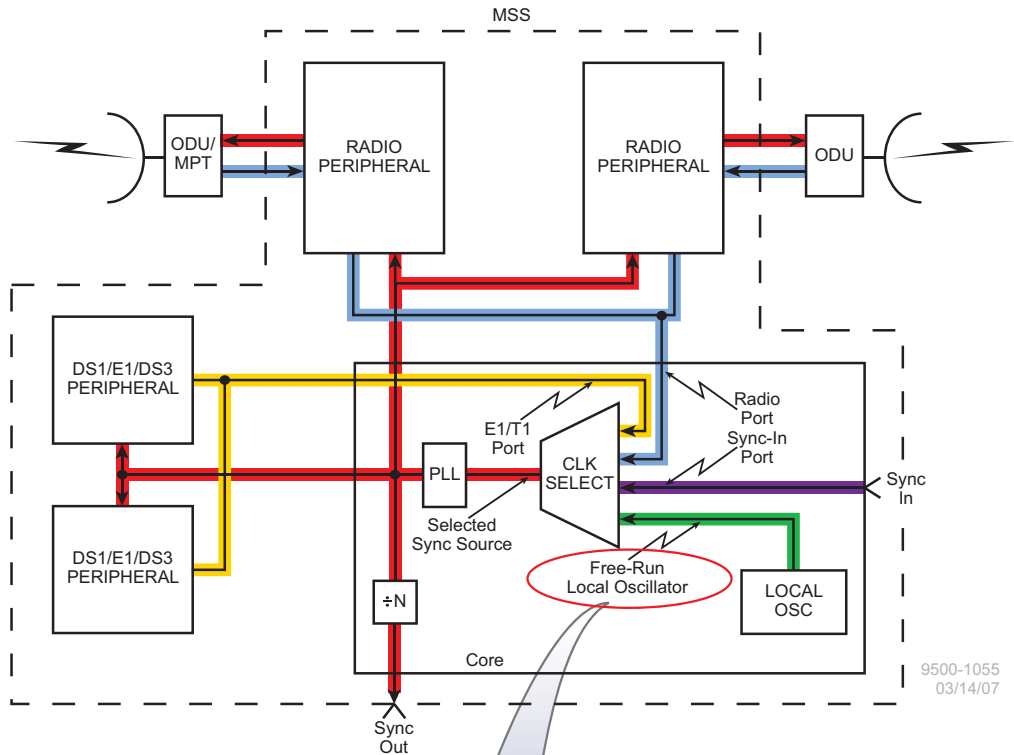 MSS
ODU/
MPT
RADIO
PERIPHERAL
RADIO
PERIPHERAL
ODU
DS1/E1/DS3
PERIPHERAL
E1/T1
Port
Radio
Port
Sync-In
Port
PLL
CLK
SELECT
Sync
In
Selected
Sync Source
DS1/E1/DS3
PERIPHERAL
Free-Run
Local Oscillator
LOCAL
OSC
÷N
Core
9500-1055
03/14/07
Sync
Out